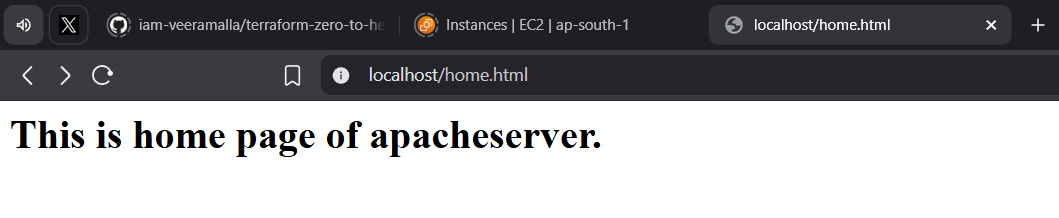 iam-veeramalla/terraform-zero-to-he
Instances | EC2 | ap-south-1
localhost/home.html
localhost/home.html
This is home page of apacheserver.